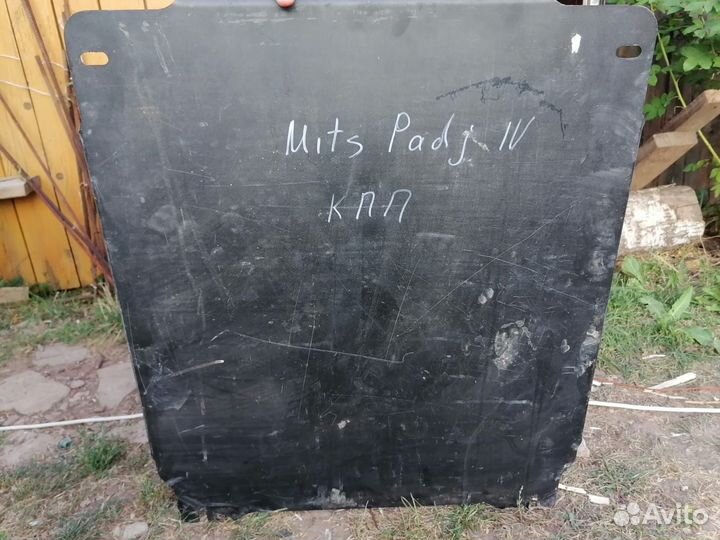 Mits Padj IV
КПП
Avito